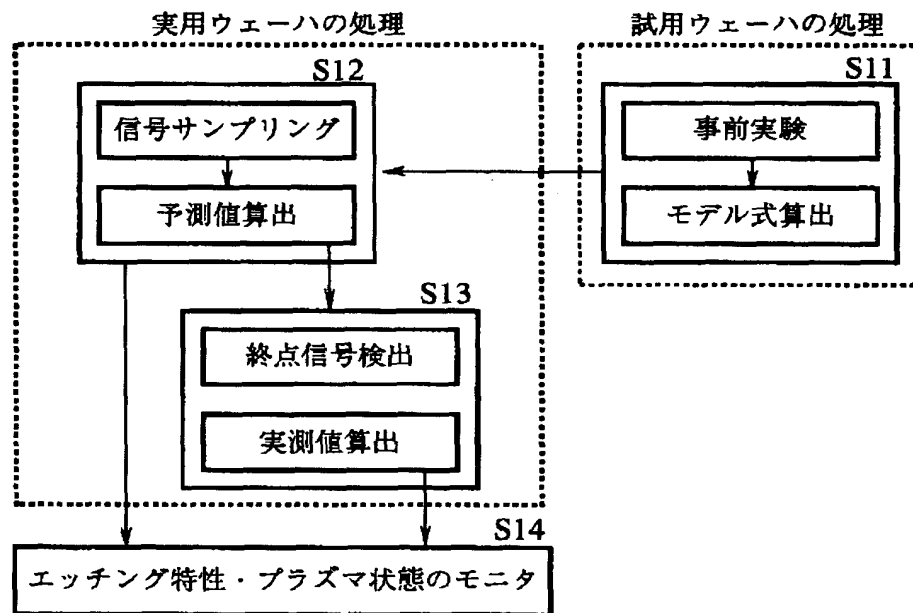 実用ウェーハの処理
試用ウェーハの処理
S12
信号サンプリング
予測値算出
S11
事前実験
モデル式算出
S13
終点信号検出
実測値算出
S14
エッチング特性・プラズマ状態のモニタ